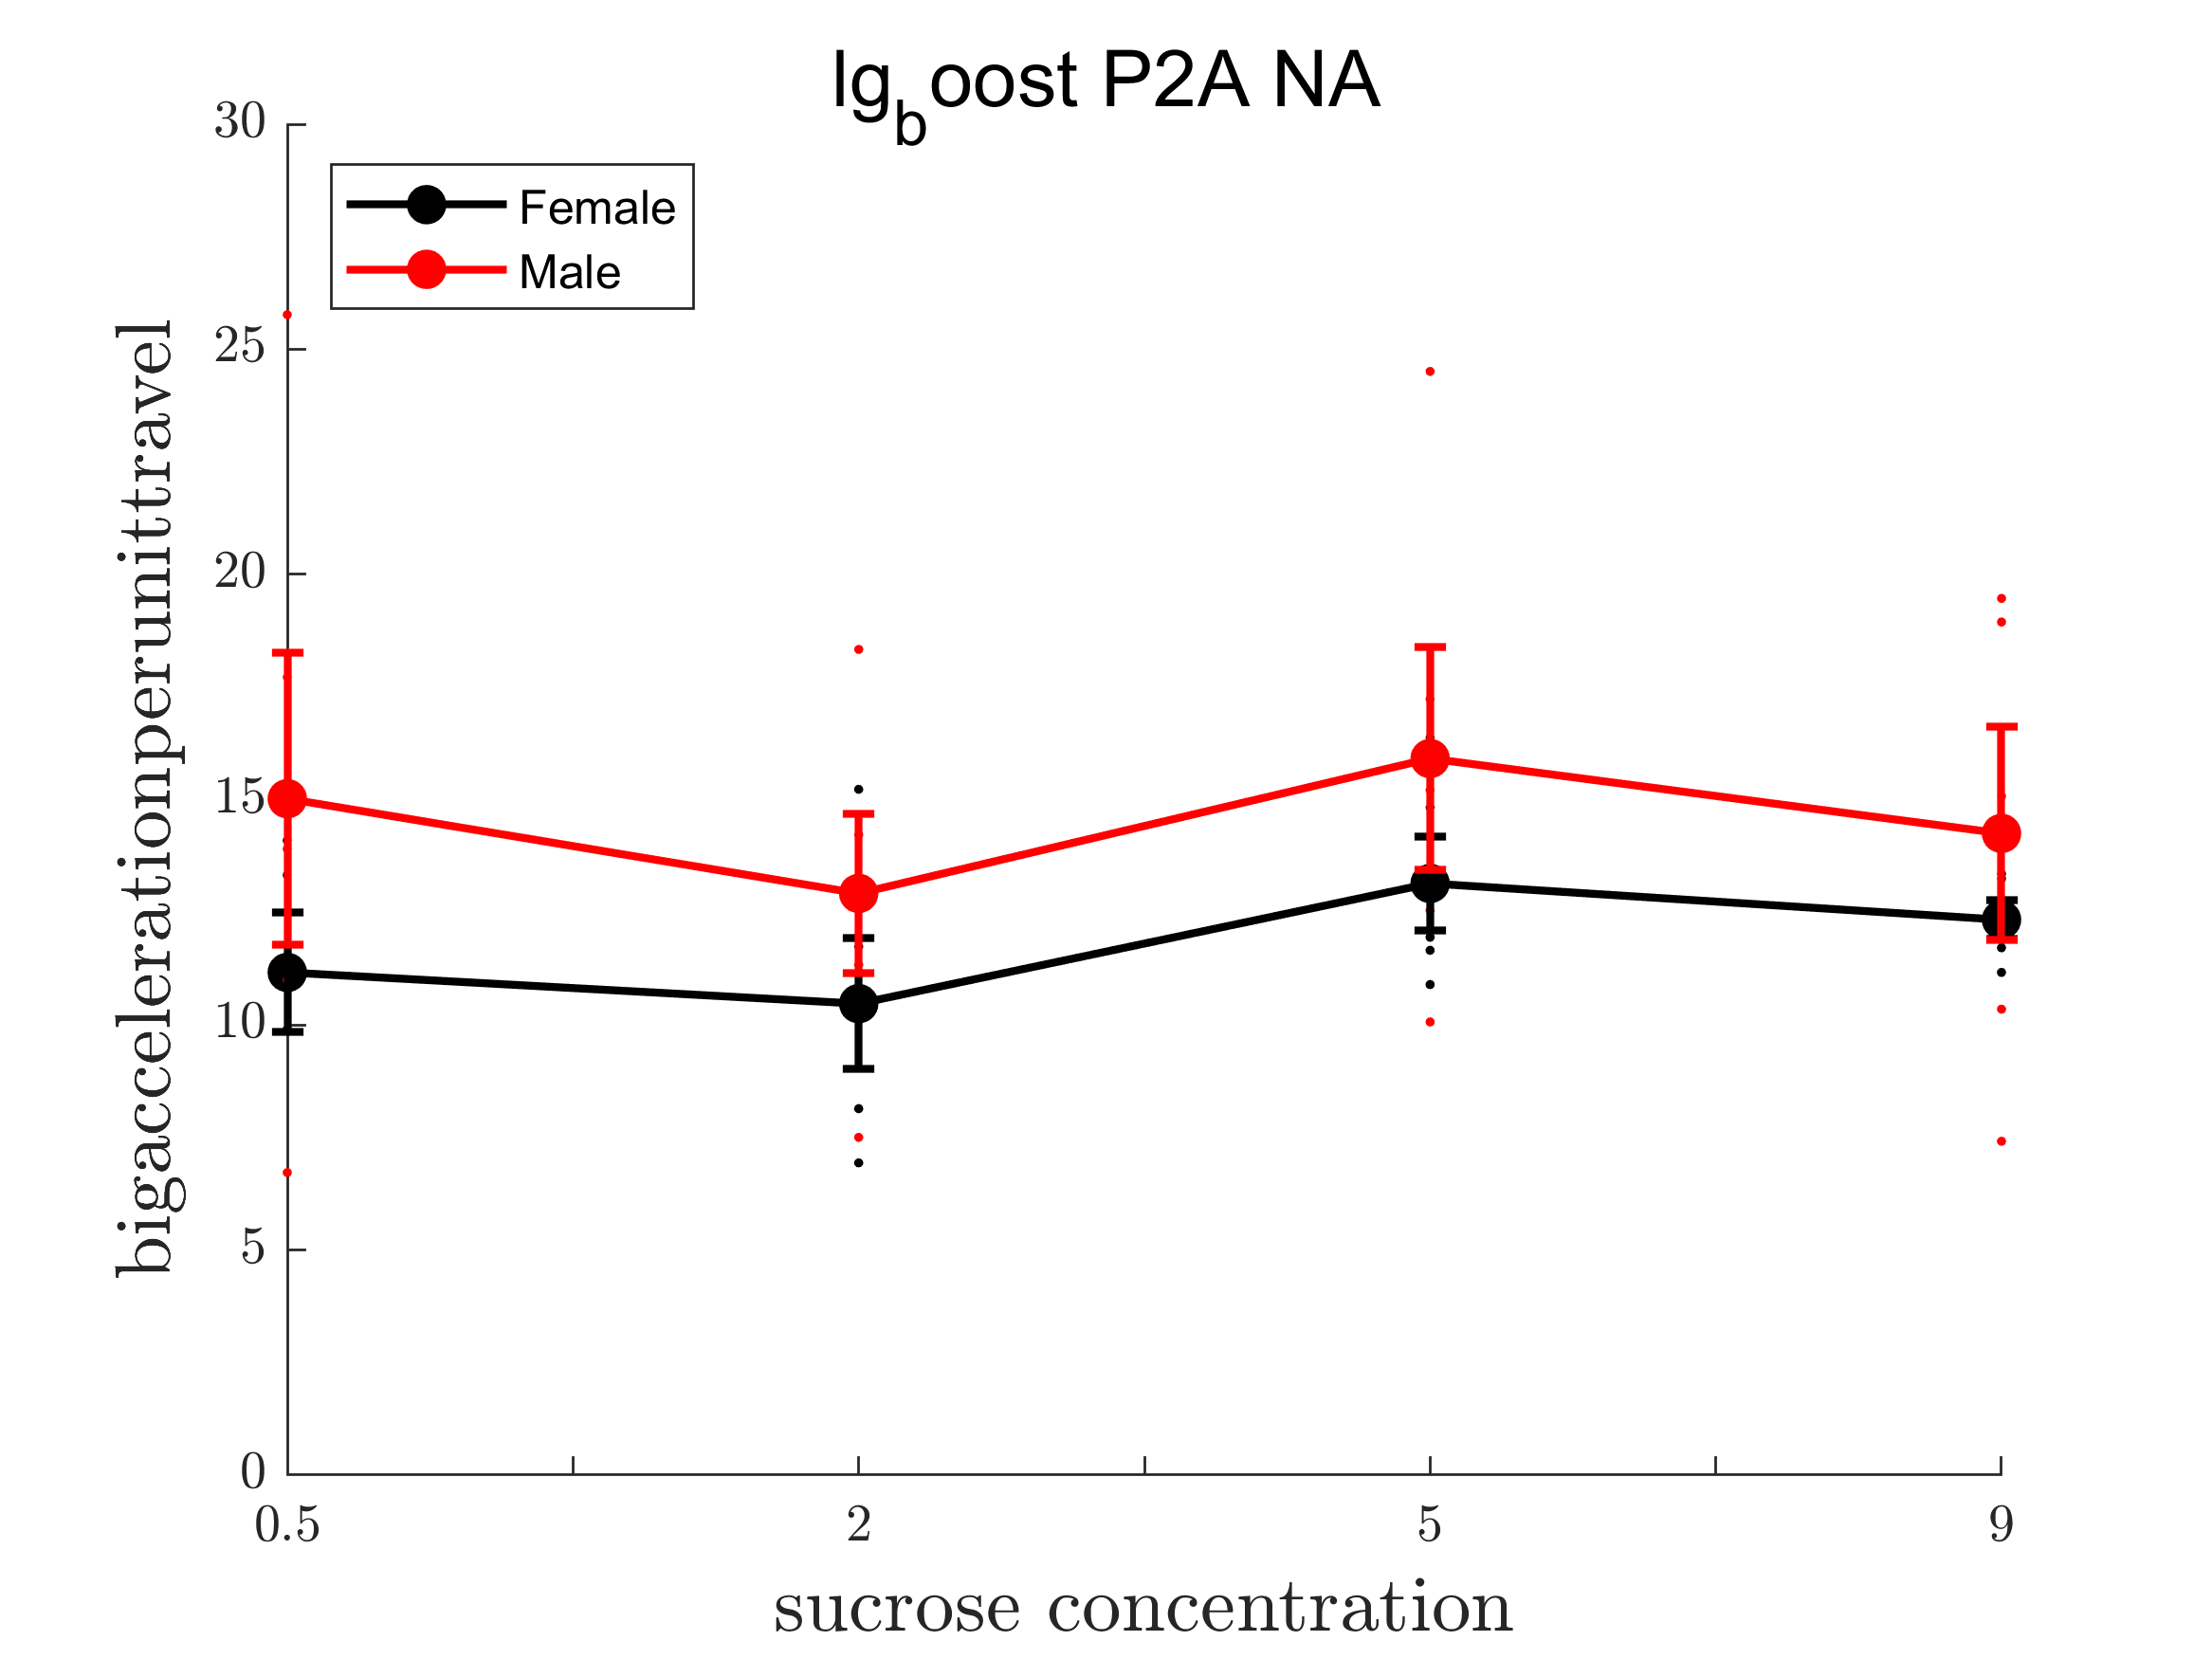 lg_boost P2A NA
30
25
20
15
10
5
0
Female
Male
bigaccelerationperunittravel
0.5 2 5 9
sucrose concentration